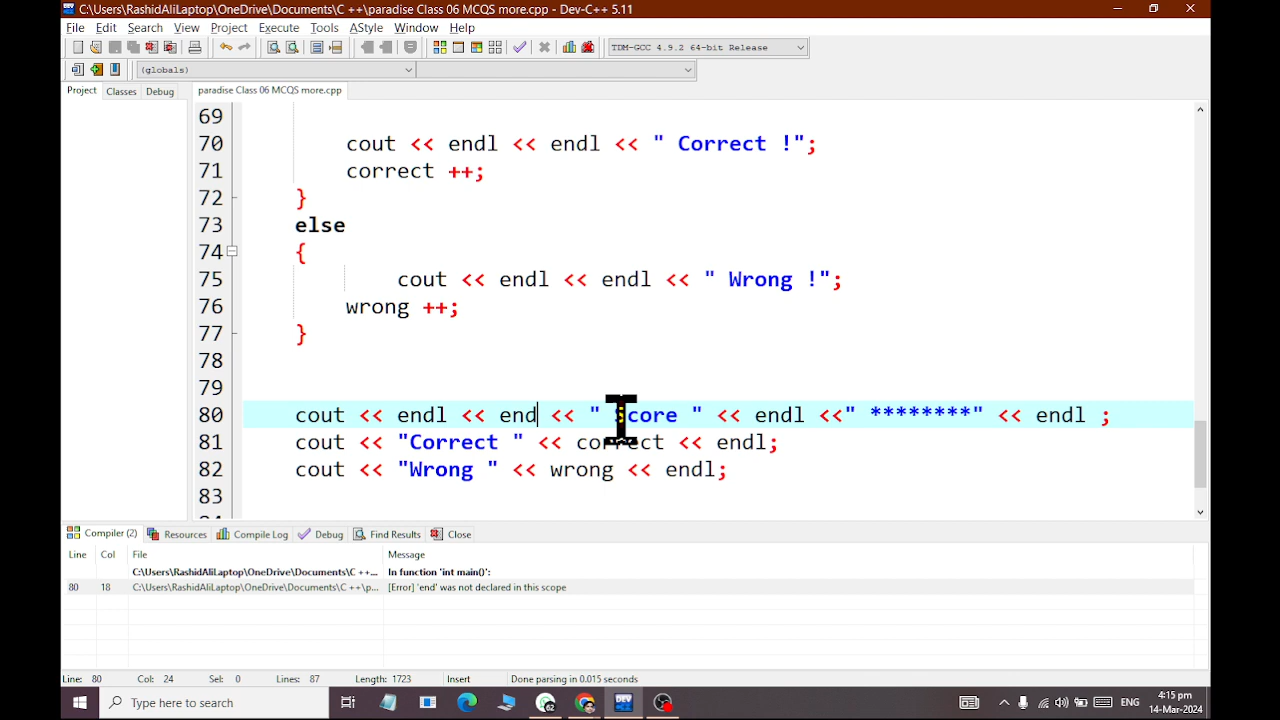 C:\Users\RashidAliLaptop\OneDrive\Documents\C ++\paradise Class 06 MCQS more.cpp - Dev-C++ 5.11
File Edit Search View Project Execute Tools AStyle Window Help
TDM-GCC 4.9.2 64-bit Release
(globals)
Project Classes Debug paradise Class 06 MCQS more.cpp
69
70 cout << endl << endl << " Correct !";
71 correct ++;
72 }
73 else
74 {
75 cout << endl << endl << " Wrong !";
76 wrong ++;
77 }
78
79
80 cout << endl << end << " Score " << endl <<" ********" << endl ;
81 cout << "Correct " << correct << endl;
82 cout << "Wrong " << wrong << endl;
83
Compiler (2) Resources Compile Log Debug Find Results Close
Line Col File Message
C:\Users\RashidAliLaptop\OneDrive\Documents\C ++... In function 'int main()':
80 18 C:\Users\RashidAliLaptop\OneDrive\Documents\C ++\p... [Error] 'end' was not declared in this scope
Line: 80 Col: 24 Sel: 0 Lines: 87 Length: 1723 Insert Done parsing in 0.015 seconds
Type here to search
ENG
4:15 pm
14-Mar-2024